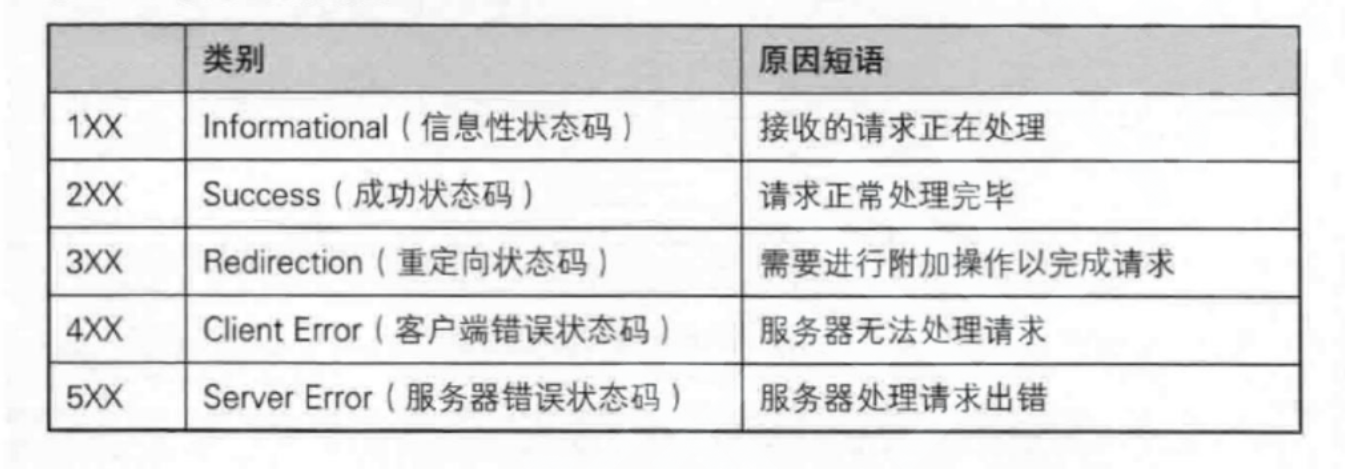 类别 原因短语
1XX Informational（信息性状态码） 接收的请求正在处理
2XX Success（成功状态码） 请求正常处理完毕
3XX Redirection（重定向状态码） 需要进行附加操作以完成请求
4XX Client Error（客户端错误状态码） 服务器无法处理请求
5XX Server Error（服务器错误状态码） 服务器处理请求出错